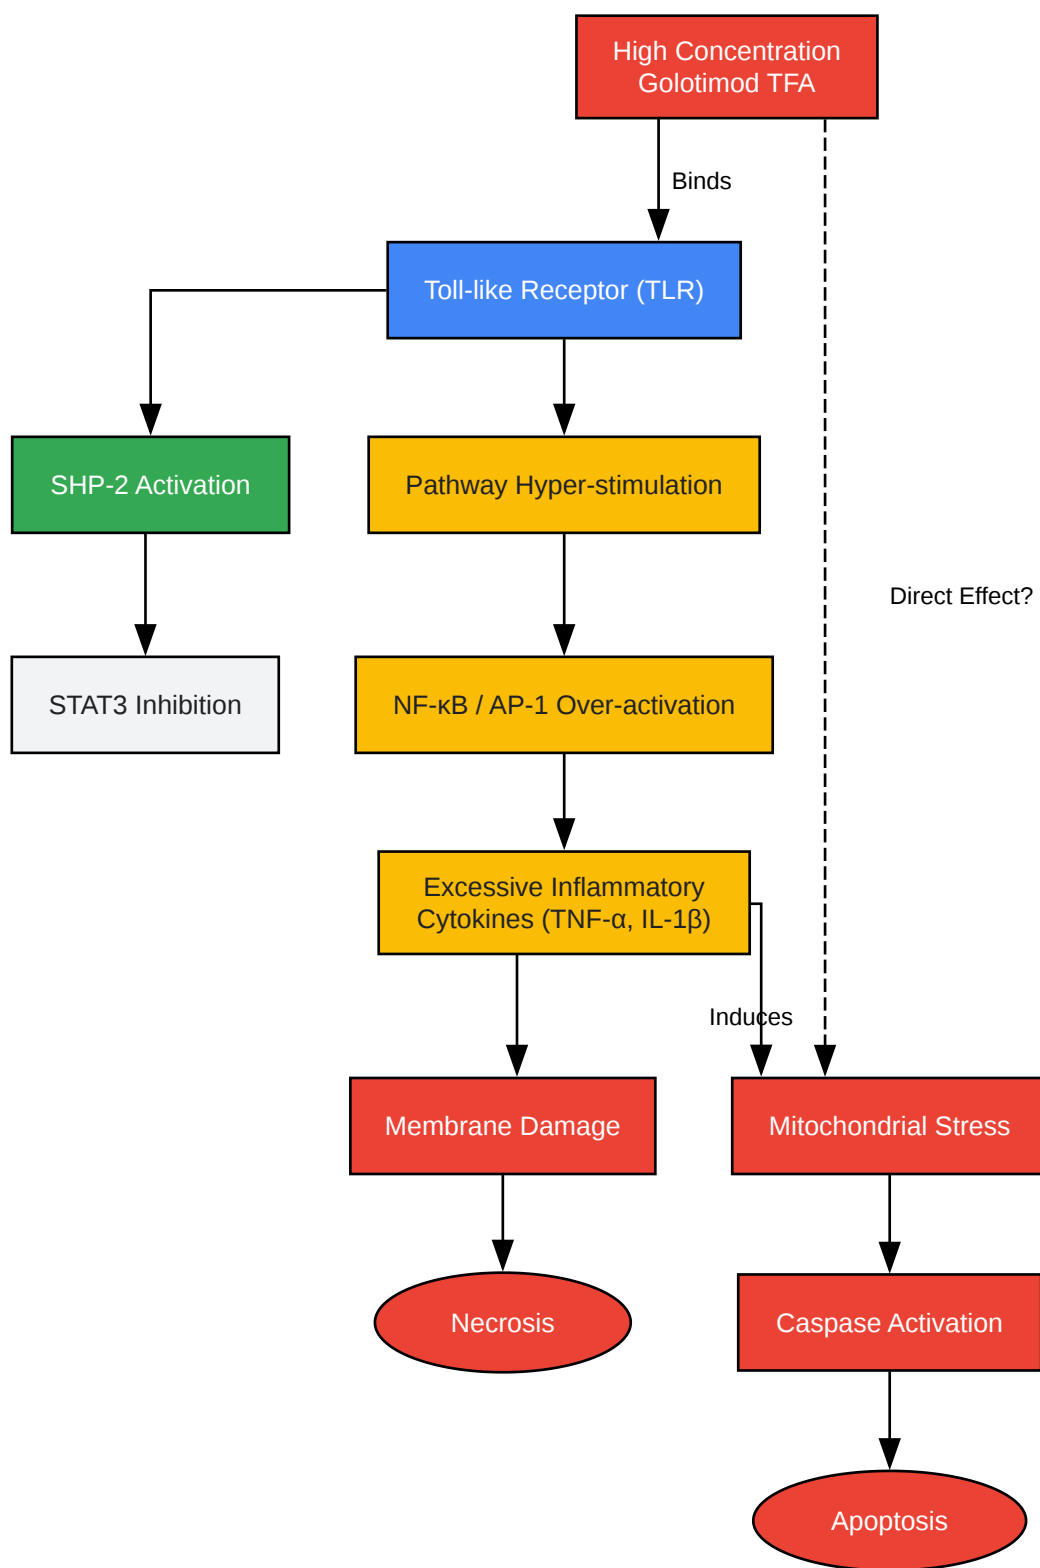 High Concentration
Golotimod TFA
Binds
Toll-like Receptor (TLR)
SHP-2 Activation
Pathway Hyper-stimulation
Direct Effect?
STAT3 Inhibition
NF-κB / AP-1 Over-activation
Excessive Inflammatory
Cytokines (TNF-α, IL-1β)
Induces
Membrane Damage
Mitochondrial Stress
Necrosis
Caspase Activation
Apoptosis